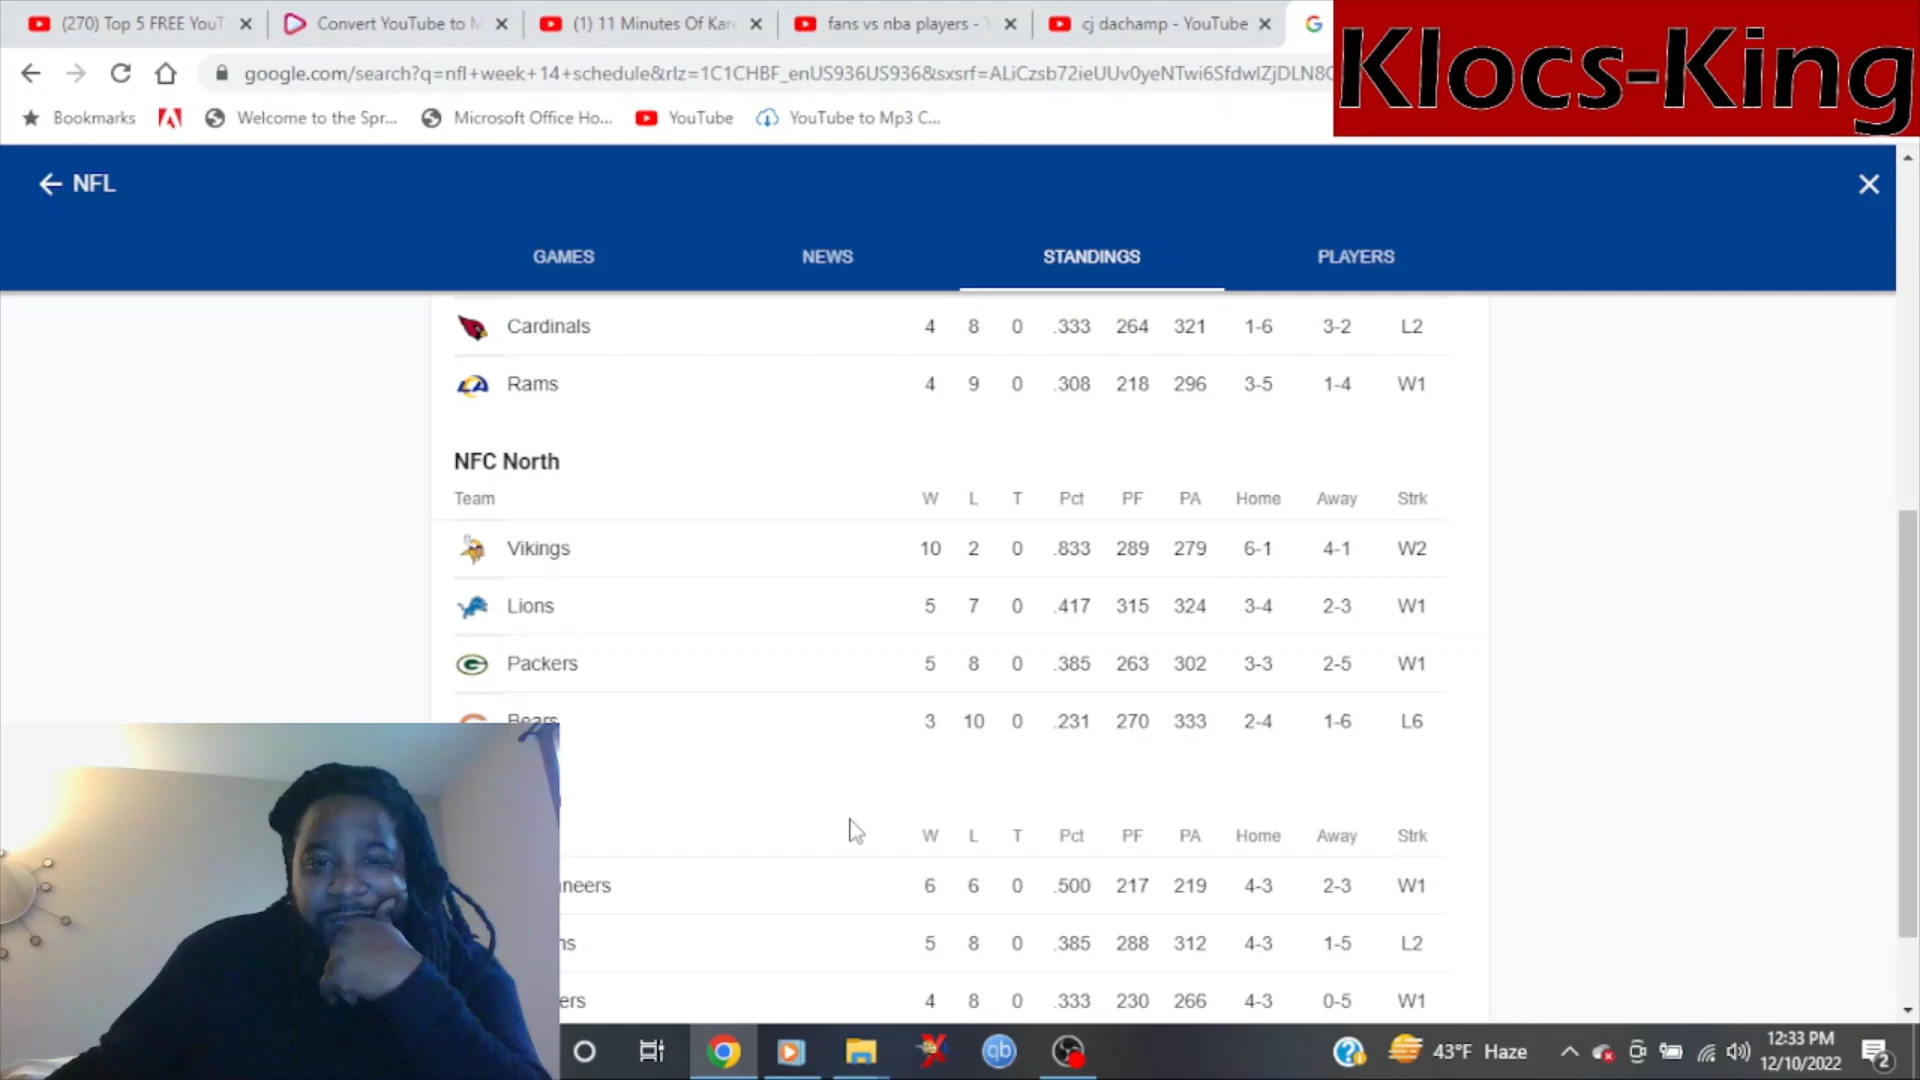 (270) Top 5 FREE YouT
Convert YouTube to M
(1) 11 Minutes Of Kar
fans vs nba players - Y
cj dachamp - YouTube
Klocs-King
google.com/search?q=nfl+week+14+schedule&rlz=1C1CHBF_enUS936US936&sxsrf=ALiCzsb72ieUUv0yeNTwi6SfdwIZjDLN8C
Bookmarks
Welcome to the Spr...
Microsoft Office Ho...
YouTube
YouTube to Mp3 C...
NFL
GAMES NEWS STANDINGS PLAYERS
Cardinals 4 8 0 .333 264 321 1-6 3-2 L2
Rams 4 9 0 .308 218 296 3-5 1-4 W1
NFC North
Team W L T Pct PF PA Home Away Strk
Vikings 10 2 0 .833 289 279 6-1 4-1 W2
Lions 5 7 0 .417 315 324 3-4 2-3 W1
Packers 5 8 0 .385 263 302 3-3 2-5 W1
Bears 3 10 0 .231 270 333 2-4 1-6 L6
W L T Pct PF PA Home Away Strk
neers 6 6 0 .500 217 219 4-3 2-3 W1
ns 5 8 0 .385 288 312 4-3 1-5 L2
ers 4 8 0 .333 230 266 4-3 0-5 W1
qb
43°F Haze
12:33 PM
12/10/2022
2